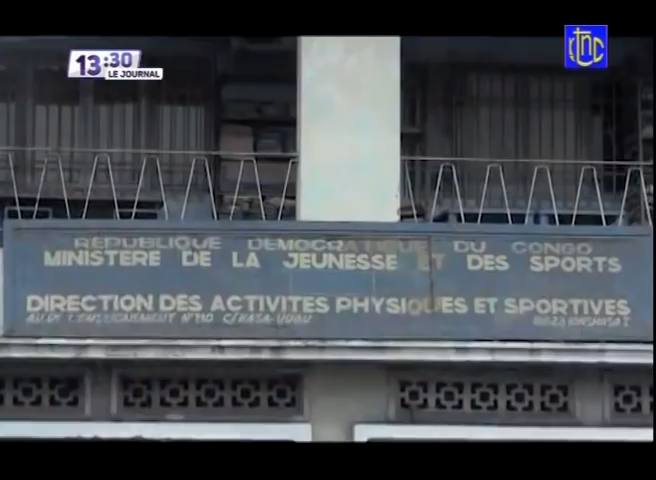 13:30
LE JOURNAL
rtnc
REPUBLIQUE DEMOCRATIQUE DU CONGO
MINISTERE DE LA JEUNESSE ET DES SPORTS
DIRECTION DES ACTIVITES PHYSIQUES ET SPORTIVES